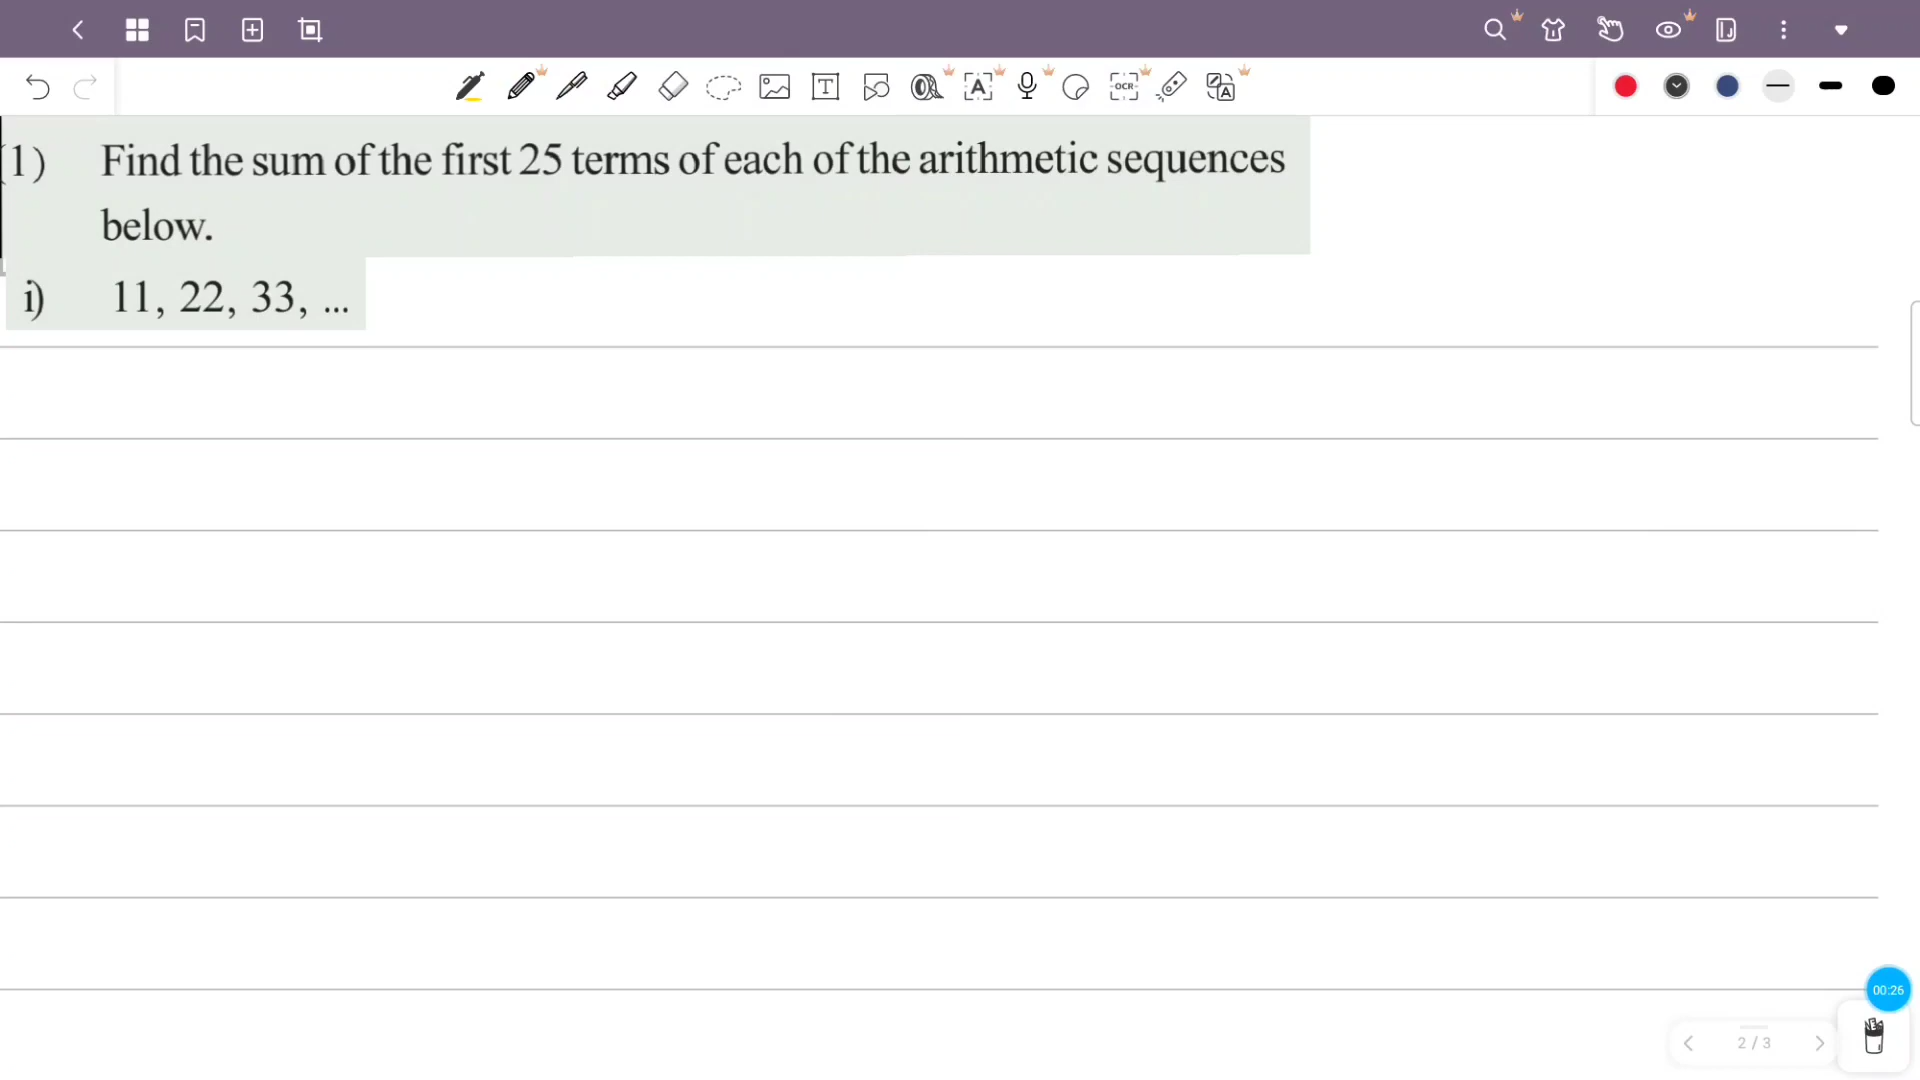 OCR
(1) Find the sum of the first 25 terms of each of the arithmetic sequences
below.
i) 11, 22, 33, ...
00:26
2 / 3